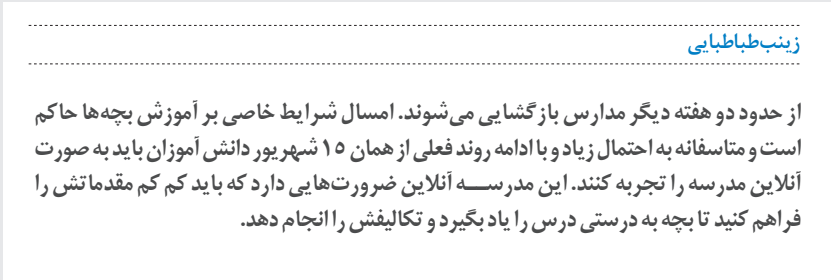 زینب‌طباطبایی
از حدود دو هفته دیگر مدارس بازگشایی می‌شوند. امسال شرایط خاصی بر آموزش بچه‌ها حاکم
است و متاسفانه به احتمال زیاد و با ادامه روند فعلی از همان ۱۵ شهریور دانش آموزان باید به صورت
آنلاین مدرسه را تجربه کنند. این مدرســه آنلاین ضرورت‌هایی دارد که باید کم کم مقدماتش را
فراهم کنید تا بچه به درستی درس را یاد بگیرد و تکالیفش را انجام دهد.